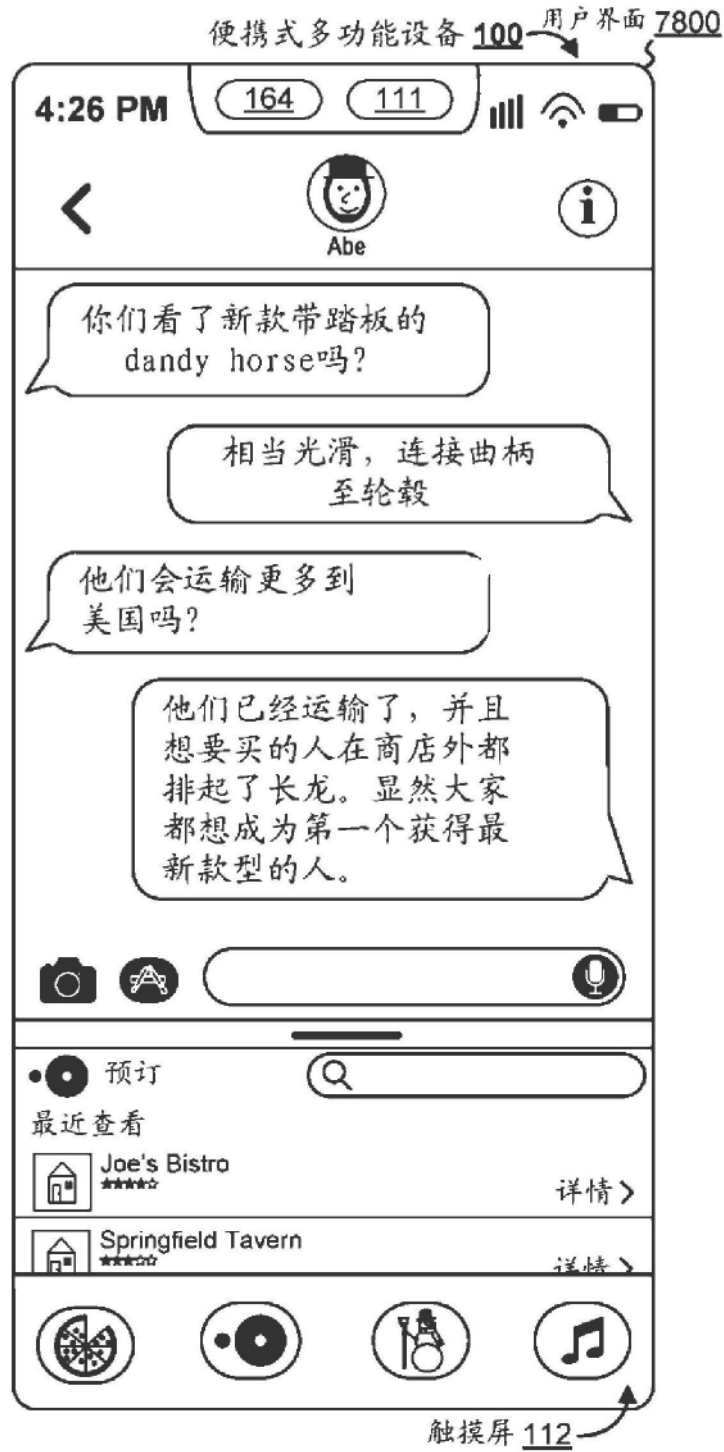 便携式多功能设备 100
用户界面 7800
4:26 PM
164
111
Abe
你们看了新款带踏板的
dandy horse吗?
相当光滑，连接曲柄
至轮毂
他们会运输更多到
美国吗?
他们已经运输了，并且
想要买的人在商店外都
排起了长龙。显然大家
都想成为第一个获得最
新款型的人。
预订
最近查看
Joe's Bistro
★★★★☆
详情>
Springfield Tavern
★★★☆☆
详情>
触摸屏 112